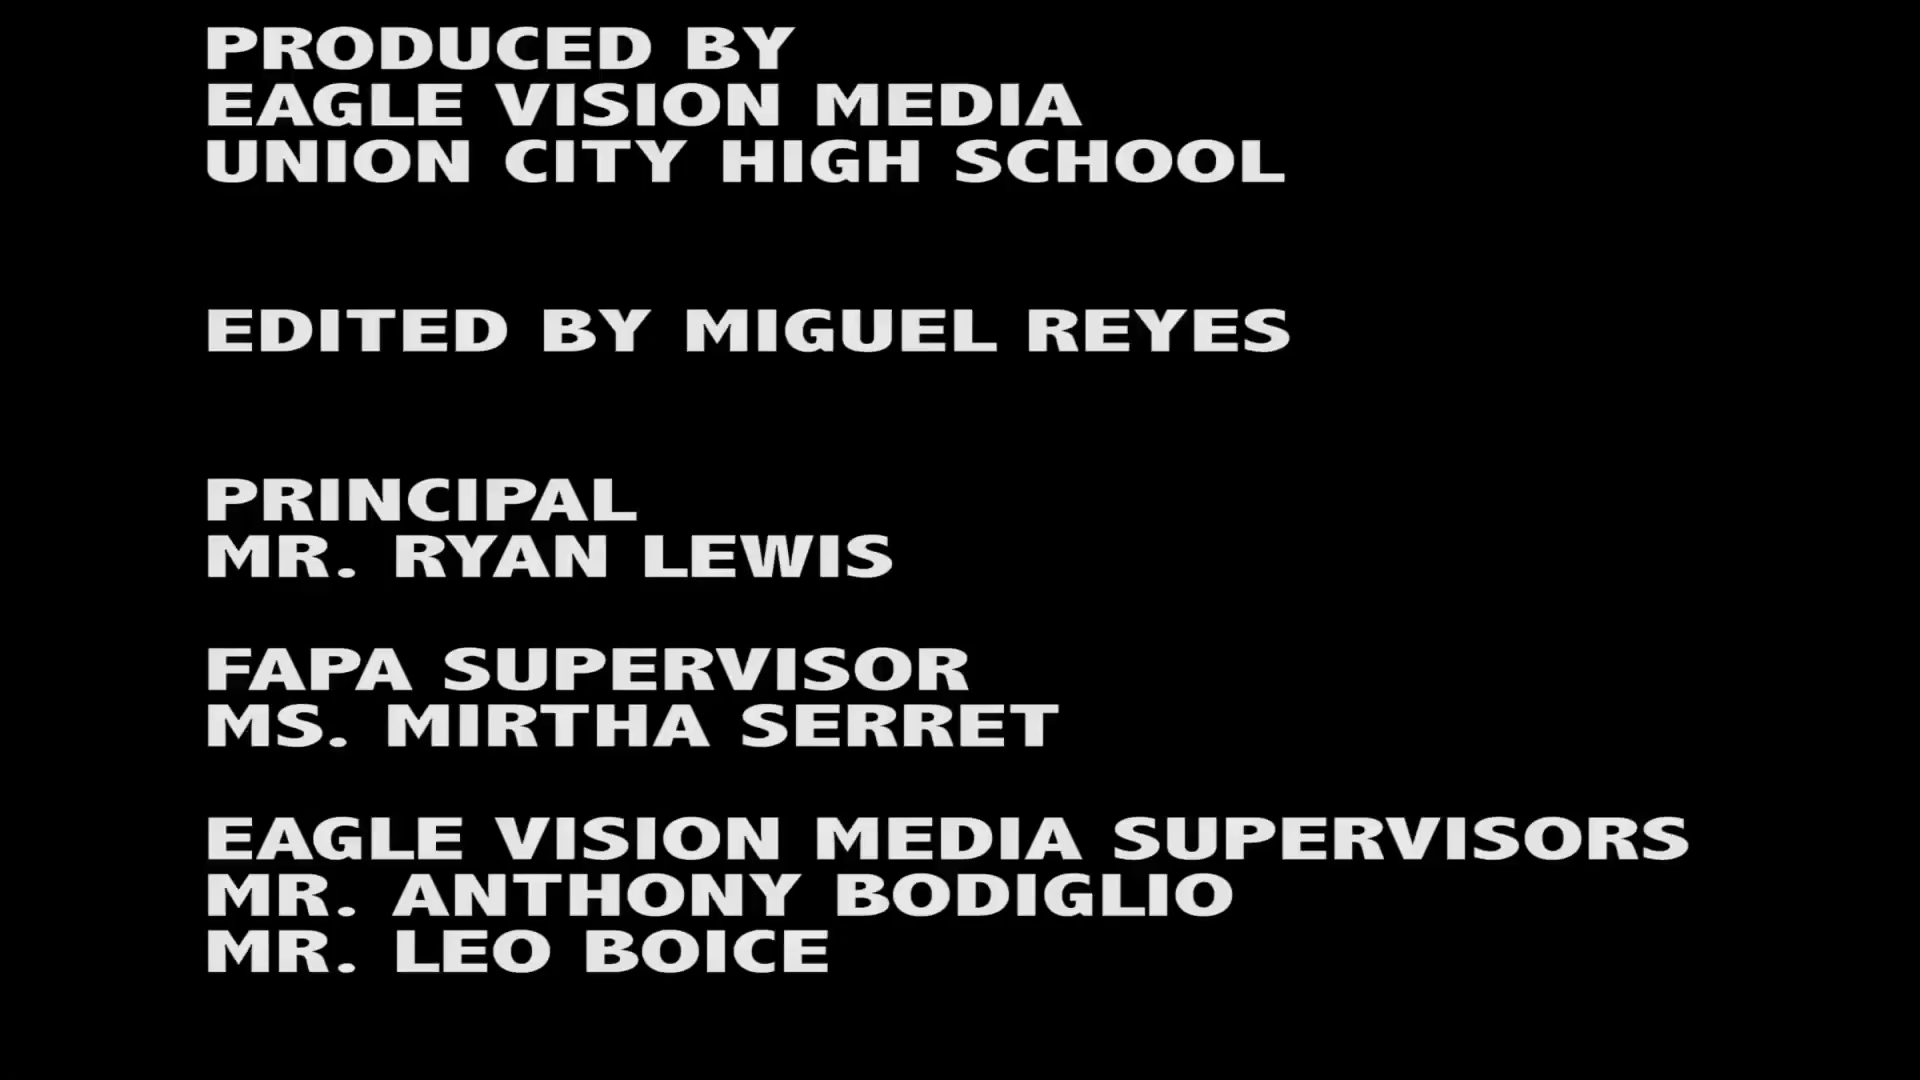 PRODUCED BY
EAGLE VISION MEDIA
UNION CITY HIGH SCHOOL
EDITED BY MIGUEL REYES
PRINCIPAL
MR. RYAN LEWIS
FAPA SUPERVISOR
MS. MIRTHA SERRET
EAGLE VISION MEDIA SUPERVISORS
MR. ANTHONY BODIGLIO
MR. LEO BOICE